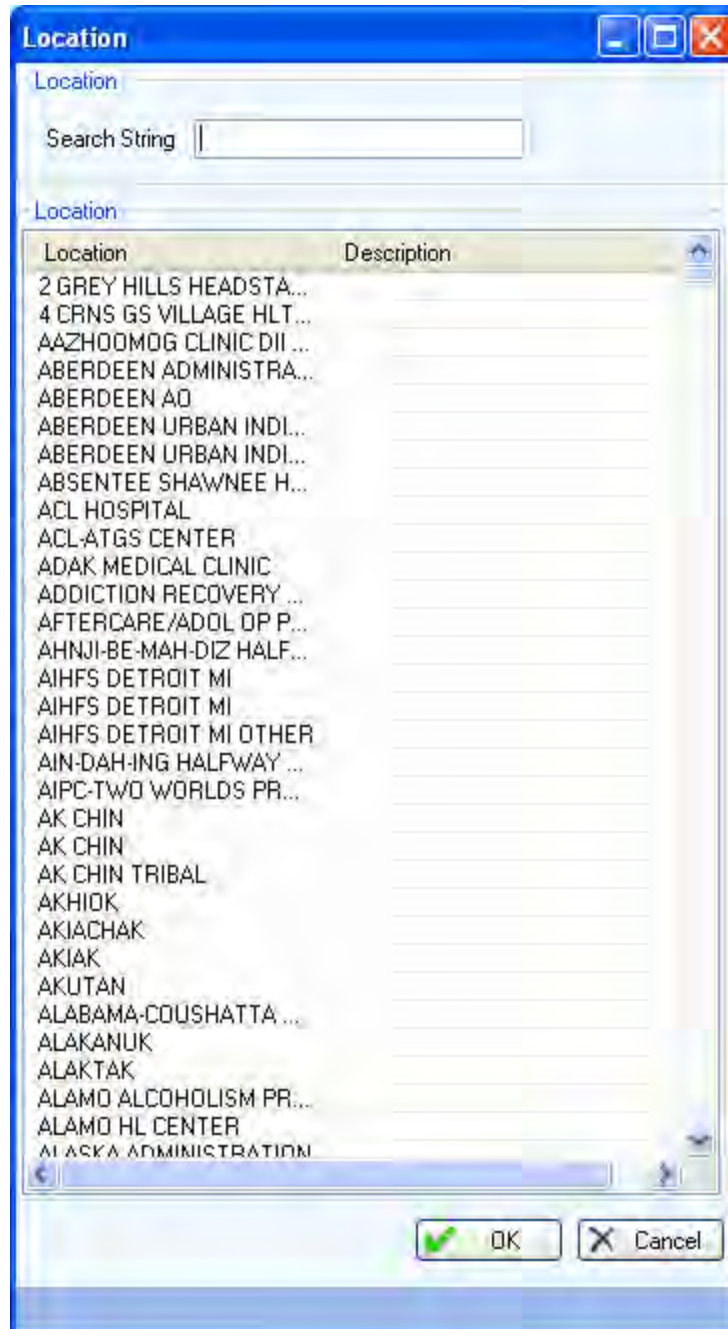 Location
Location
Search String
Location
Location Description
2 GREY HILLS HEADSTA...
4 CRNS GS VILLAGE HLT...
AAZHOOMOG CLINIC DII ...
ABERDEEN ADMINISTRA...
ABERDEEN AO
ABERDEEN URBAN INDI...
ABERDEEN URBAN INDI...
ABSENTEE SHAWNEE H...
ACL HOSPITAL
ACL-ATGS CENTER
ADAK MEDICAL CLINIC
ADDICTION RECOVERY ...
AFTERCARE/ADOL OP P...
AHNJI-BE-MAH-DIZ HALF...
AIHFS DETROIT MI
AIHFS DETROIT MI
AIHFS DETROIT MI OTHER
AIN-DAH-ING HALFWAY ...
AIPC-TWO WORLDS PR...
AK CHIN
AK CHIN
AK CHIN TRIBAL
AKHIOK
AKIACHAK
AKIAK
AKUTAN
ALABAMA-COUSHATTA ...
ALAKANUK
ALAKTAK
ALAMO ALCOHOLISM PR...
ALAMO HL CENTER
ALASKA ADMINISTRATION
OK Cancel